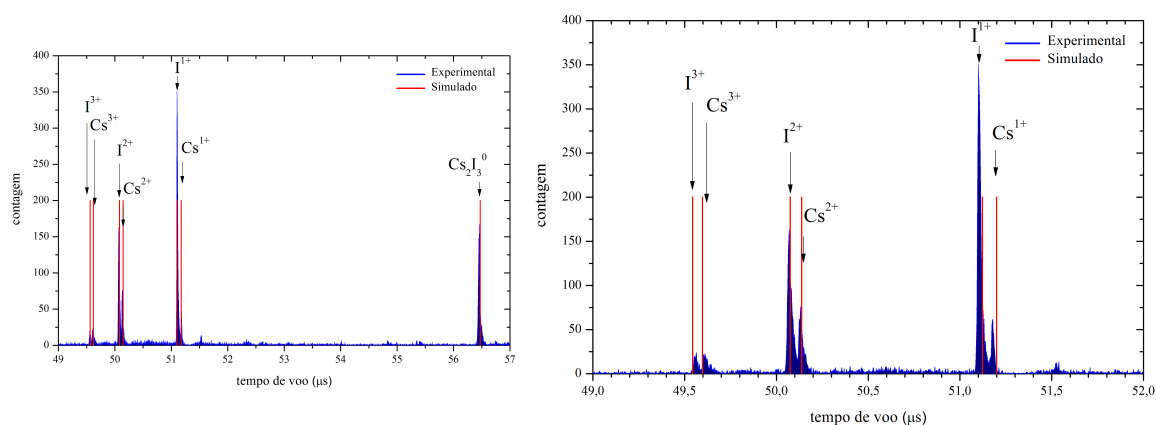 400
350
300
250
200
150
100
50
0
contagem
I3+
Cs3+
I2+
Cs2+
I1+
Cs1+
Cs2I30
Experimental
Simulado
49 50 51 52 53 54 55 56 57
tempo de voo (μs)
400
350
300
250
200
150
100
50
0
contagem
I3+
Cs3+
I2+
Cs2+
I1+
Cs1+
Experimental
Simulado
49,0 49,5 50,0 50,5 51,0 51,5 52,0
tempo de voo (μs)